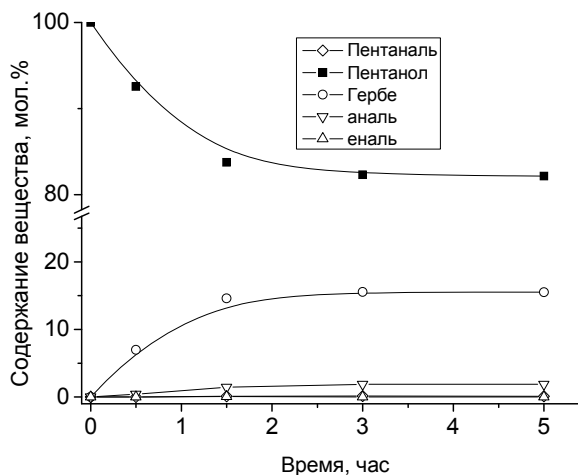 100
80
20
10
0
Содержание вещества, мол.%
Пентаналь
Пентанол
Гербе
аналь
еналь
0 1 2 3 4 5
Время, час